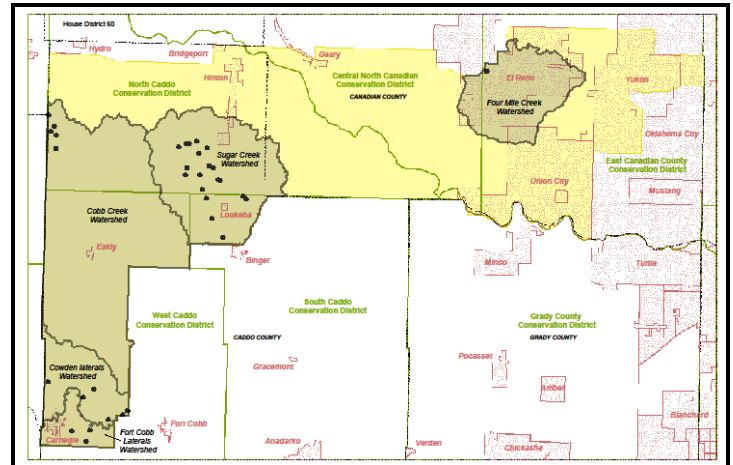 House District 60
Hydro
Bridgeport
Geary
Hinton
North Caddo
Conservation District
Central North Canadian
Conservation District
CANADIAN COUNTY
El Reno
Yukon
Four Mile Creek
Watershed
Oklahoma City
Sugar Creek
Watershed
East Canadian County
Conservation District
Union City
Mustang
Cobb Creek
Watershed
Lookeba
Eakly
Binger
Minco
Tuttle
West Caddo
Conservation District
South Caddo
Conservation District
CADDO COUNTY
Grady County
Conservation District
GRADY COUNTY
Pocasset
Gracemont
Cowden laterals
Watershed
Amber
Blanchard
Fort Cobb
Carnegie
Fort Cobb
Laterals
Watershed
Anadarko
Verden
Chickasha